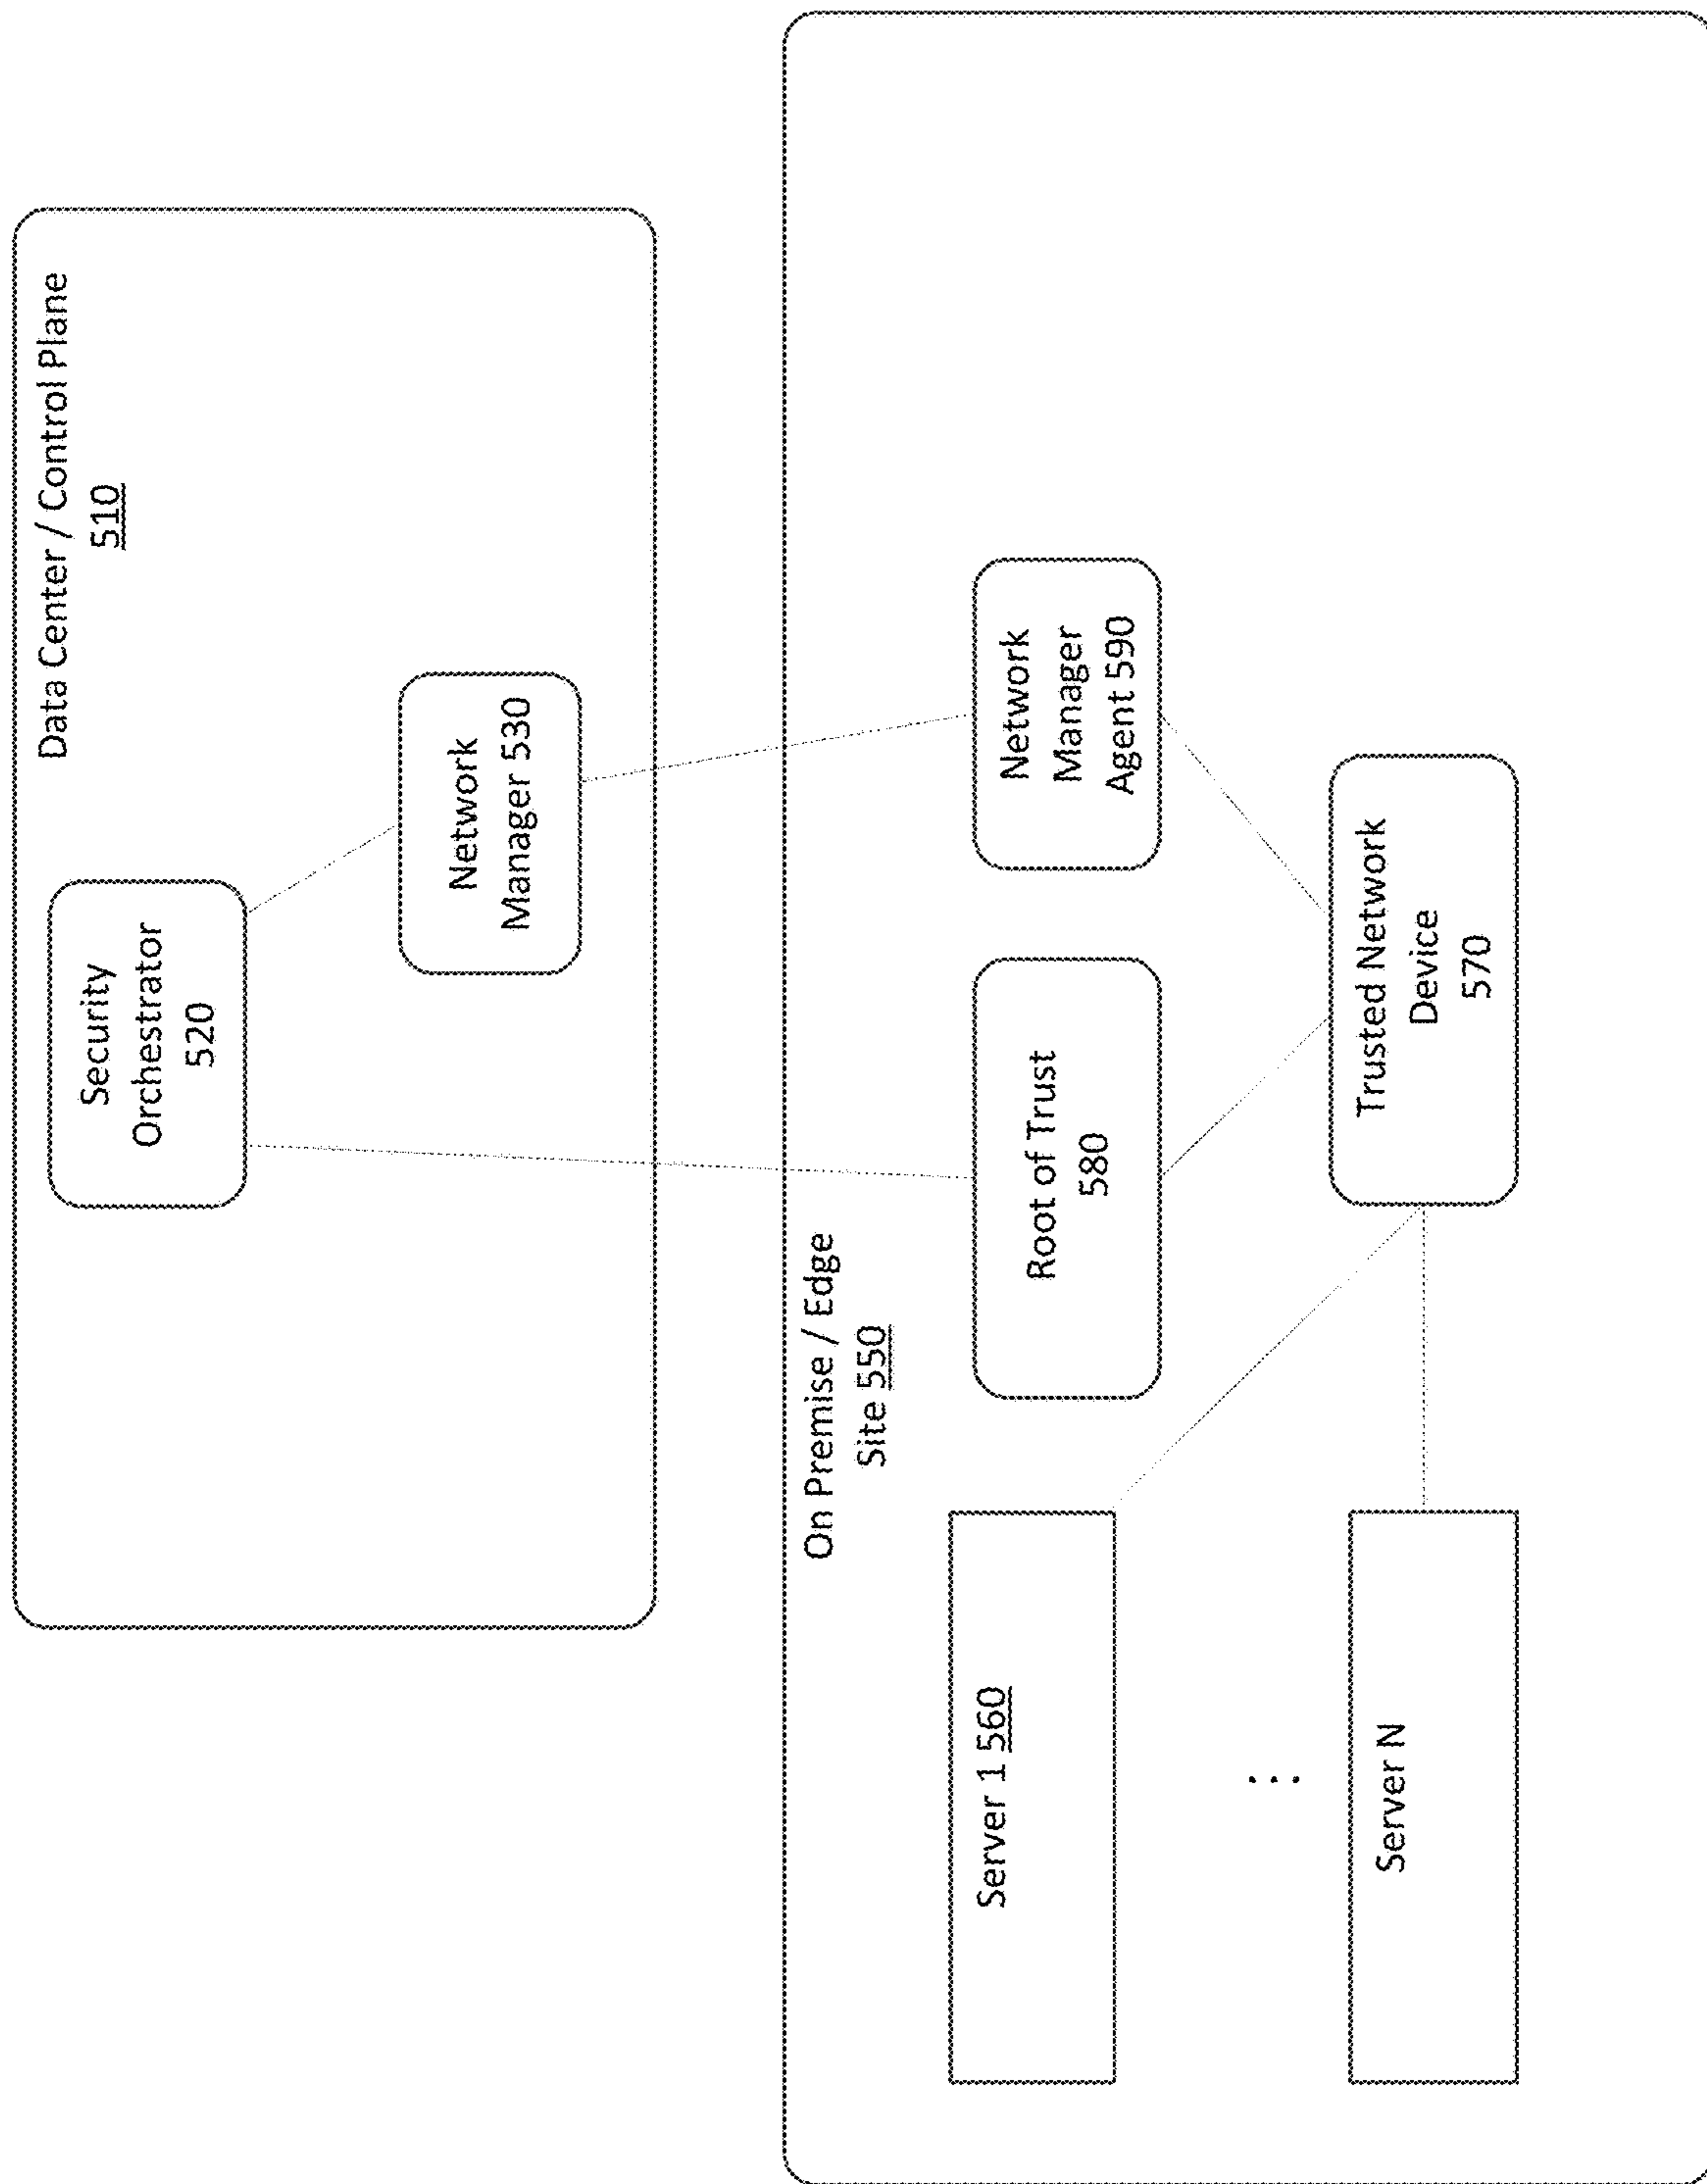 Data Center / Control Plane
510
Security
Orchestrator
520
Network
Manager 530
On Premise / Edge
Site 550
Server 1 560
...
Server N
Root of Trust
580
Network
Manager
Agent 590
Trusted Network
Device
570